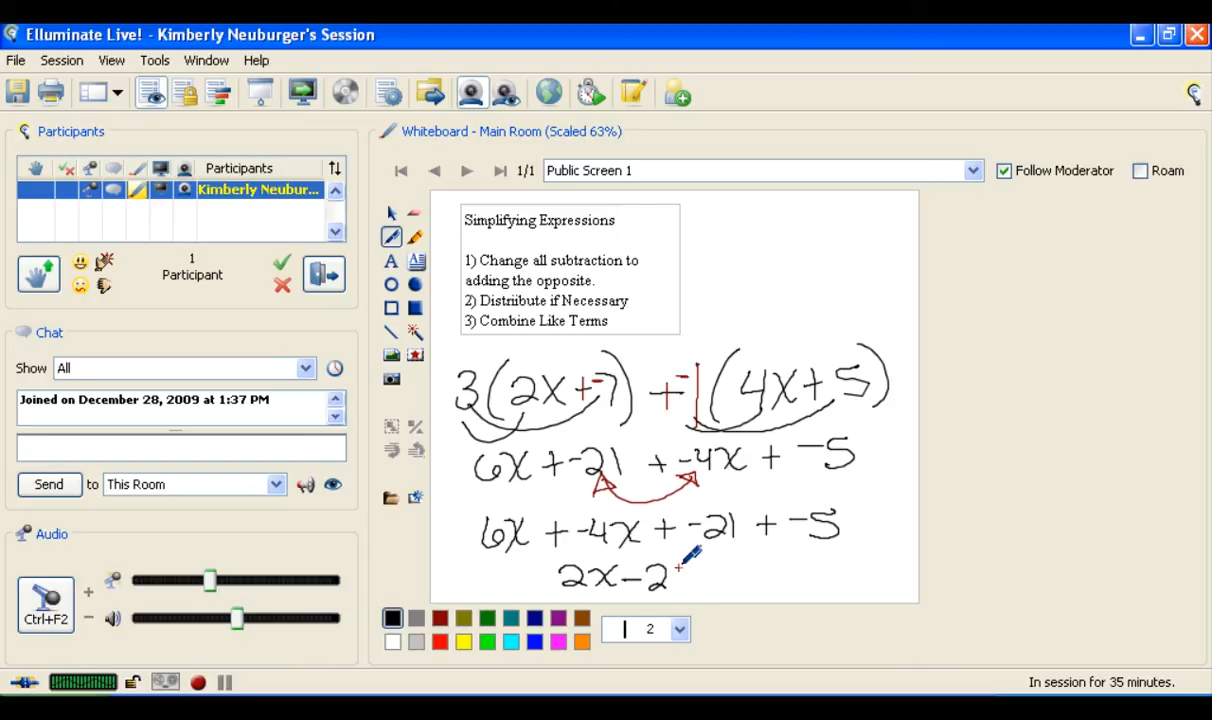 Elluminate Live! - Kimberly Neuburger's Session
File Session View Tools Window Help
Participants
Participants
Kimberly Neubur...
1
Participant
Chat
Show All
Joined on December 28, 2009 at 1:37 PM
Send to This Room
Audio
Ctrl+F2
Whiteboard - Main Room (Scaled 63%)
1/1 Public Screen 1 Follow Moderator Roam
Simplifying Expressions
1) Change all subtraction to
adding the opposite.
2) Distriibute if Necessary
3) Combine Like Terms
3(2x+-7) +-1(4x+5)
6x+-21 +-4x+-5
6x+-4x+-21+-5
2x-2
2
In session for 35 minutes.